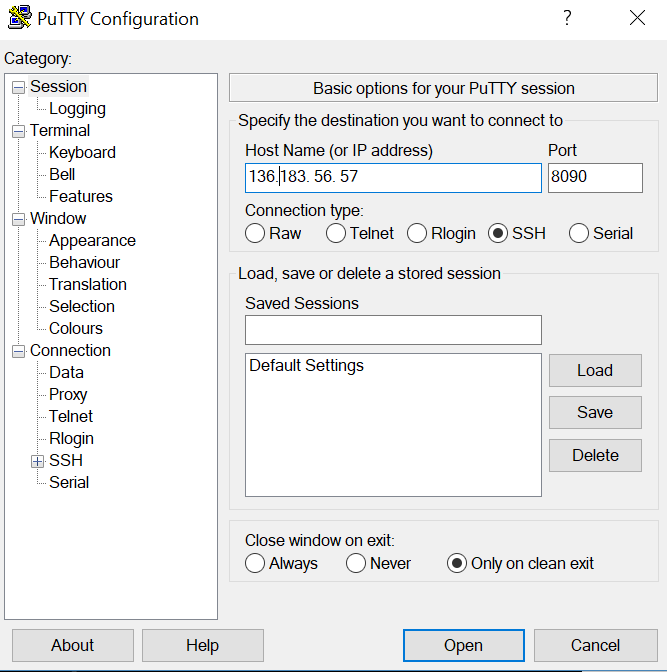 PuTTY Configuration ?
Category:
Session
Logging
Terminal
Keyboard
Bell
Features
Window
Appearance
Behaviour
Translation
Selection
Colours
Connection
Data
Proxy
Telnet
Rlogin
SSH
Serial
Basic options for your PuTTY session
Specify the destination you want to connect to
Host Name (or IP address) Port
136.183. 56. 57 8090
Connection type:
Raw Telnet Rlogin SSH Serial
Load, save or delete a stored session
Saved Sessions
Default Settings
Load
Save
Delete
Close window on exit:
Always Never Only on clean exit
About Help Open Cancel